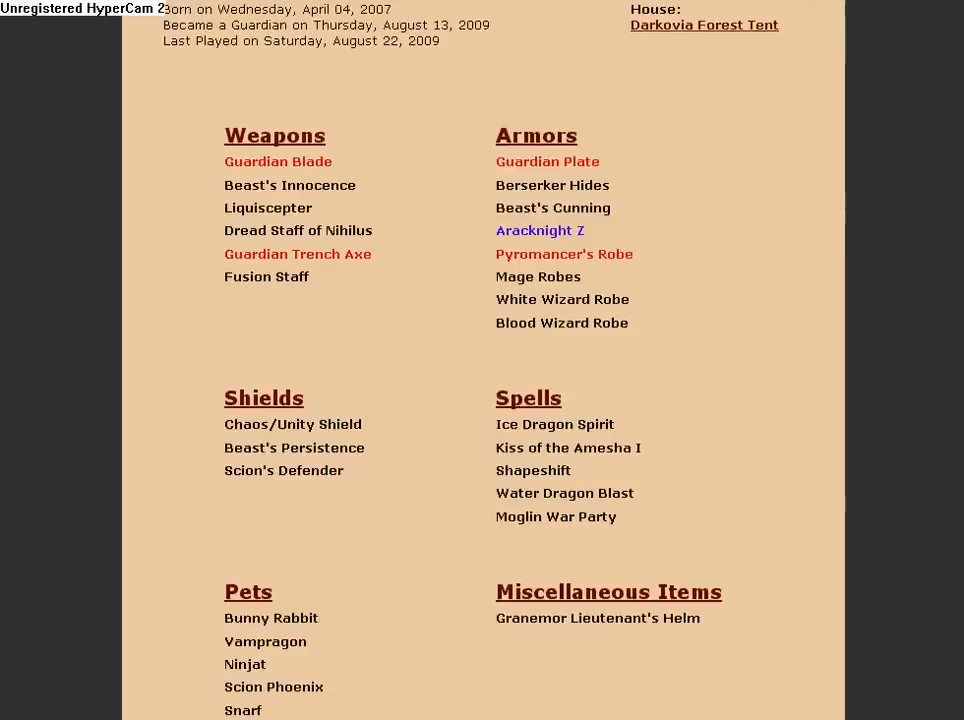 Unregistered HyperCam 2
Born on Wednesday, April 04, 2007
Became a Guardian on Thursday, August 13, 2009
Last Played on Saturday, August 22, 2009
House:
Darkovia Forest Tent
Weapons
Guardian Blade
Beast's Innocence
Liquiscepter
Dread Staff of Nihilus
Guardian Trench Axe
Fusion Staff
Armors
Guardian Plate
Berserker Hides
Beast's Cunning
Aracknight Z
Pyromancer's Robe
Mage Robes
White Wizard Robe
Blood Wizard Robe
Shields
Chaos/Unity Shield
Beast's Persistence
Scion's Defender
Spells
Ice Dragon Spirit
Kiss of the Amesha I
Shapeshift
Water Dragon Blast
Moglin War Party
Pets
Bunny Rabbit
Vampragon
Ninjat
Scion Phoenix
Snarf
Miscellaneous Items
Granemor Lieutenant's Helm